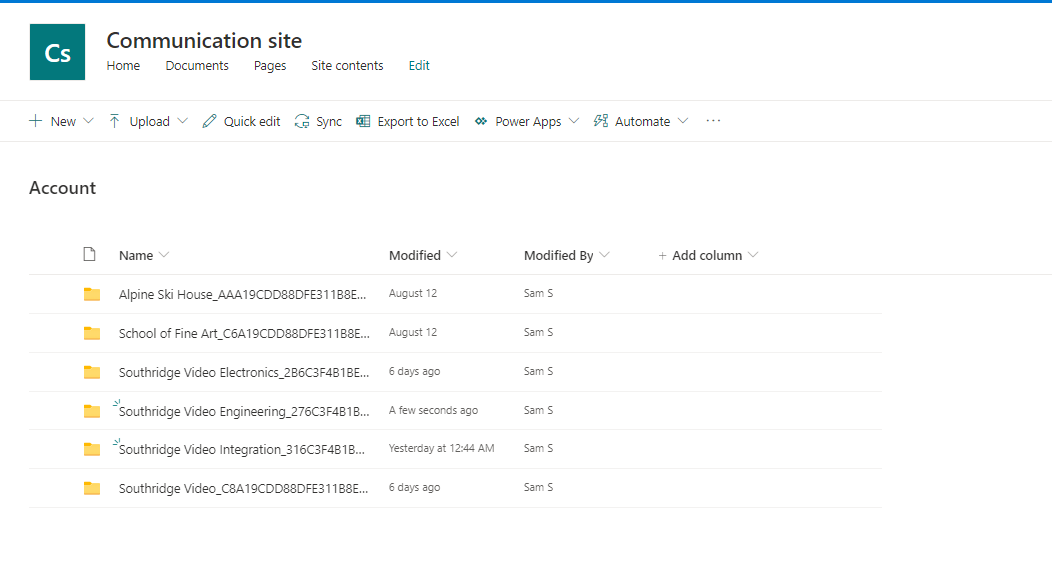 Cs
Communication site
Home Documents Pages Site contents Edit
New Upload Quick edit Sync Export to Excel Power Apps Automate ...
Account
Name Modified Modified By + Add column
Alpine Ski House_AAA19CDD88DFE311B8E... August 12 Sam S
School of Fine Art_C6A19CDD88DFE311B8E... August 12 Sam S
Southridge Video Electronics_2B6C3F4B1BE... 6 days ago Sam S
Southridge Video Engineering_276C3F4B1B... A few seconds ago Sam S
Southridge Video Integration_316C3F4B1B... Yesterday at 12:44 AM Sam S
Southridge Video_C8A19CDD88DFE311B8E... 6 days ago Sam S